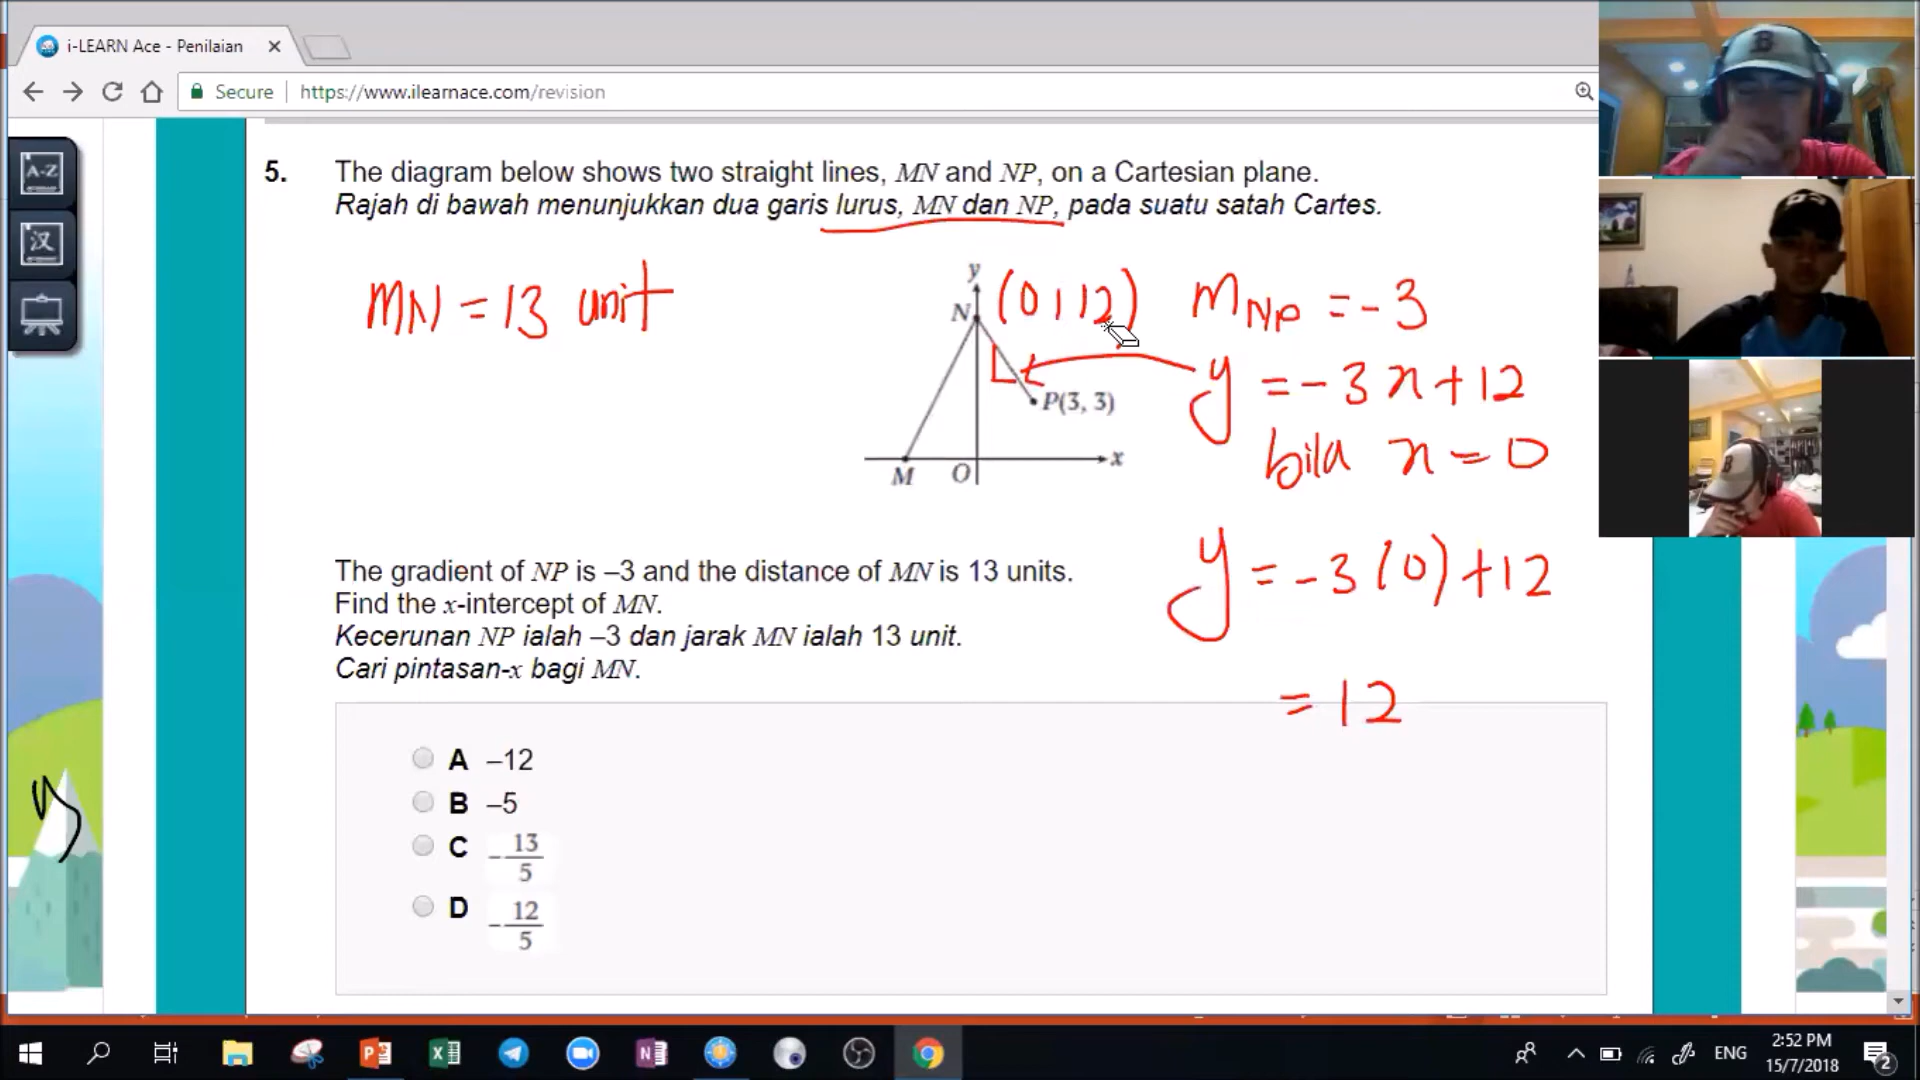 i-LEARN Ace - Penilaian
Secure https://www.ilearnace.com/revision
A-Z
汉
5. The diagram below shows two straight lines, MN and NP, on a Cartesian plane.
Rajah di bawah menunjukkan dua garis lurus, MN dan NP, pada suatu satah Cartes.
MN = 13 unit
y
N (0, 12)
P(3, 3)
M O x
m NP = -3
y = -3x + 12
bila x = 0
y = -3(0) + 12
= 12
The gradient of NP is –3 and the distance of MN is 13 units.
Find the x-intercept of MN.
Kecerunan NP ialah –3 dan jarak MN ialah 13 unit.
Cari pintasan-x bagi MN.
A –12
B –5
C -13/5
D -12/5
ENG
2:52 PM
15/7/2018
2